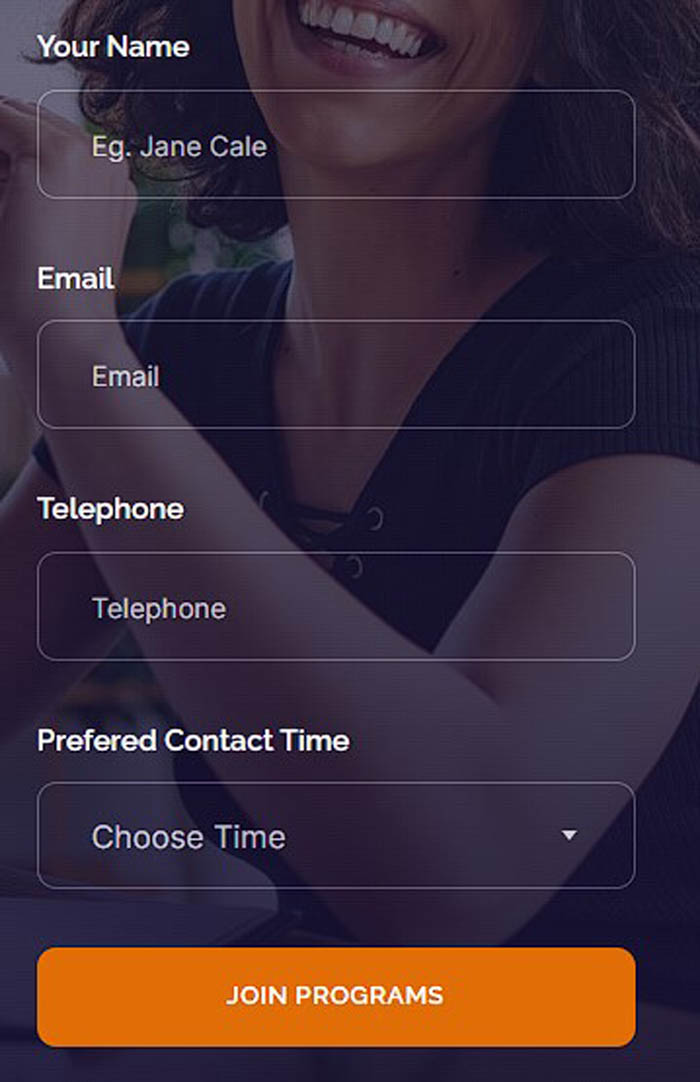 Your Name
Eg. Jane Cale
Email
Email
Telephone
Telephone
Prefered Contact Time
Choose Time
JOIN PROGRAMS